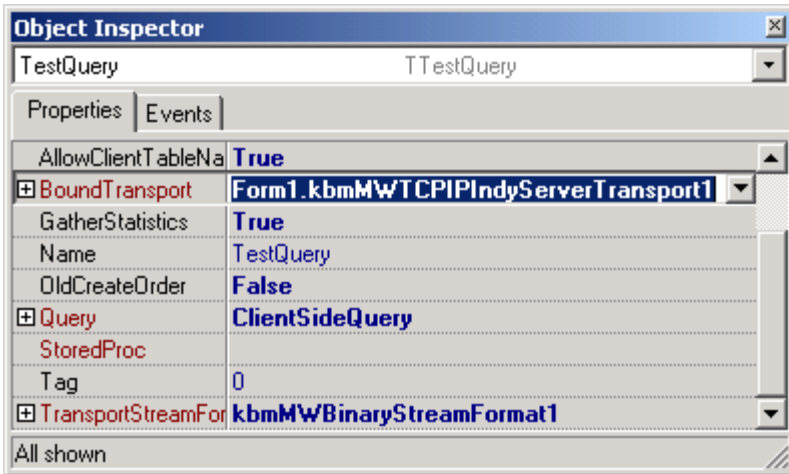 Object Inspector
TestQuery TTestQuery
Properties Events
AllowClientTableNa True
BoundTransport Form1.kbmMWTCPIPIndyServerTransport1
GatherStatistics True
Name TestQuery
OldCreateOrder False
Query ClientSideQuery
StoredProc
Tag 0
TransportStreamFor kbmMWBinaryStreamFormat1
All shown